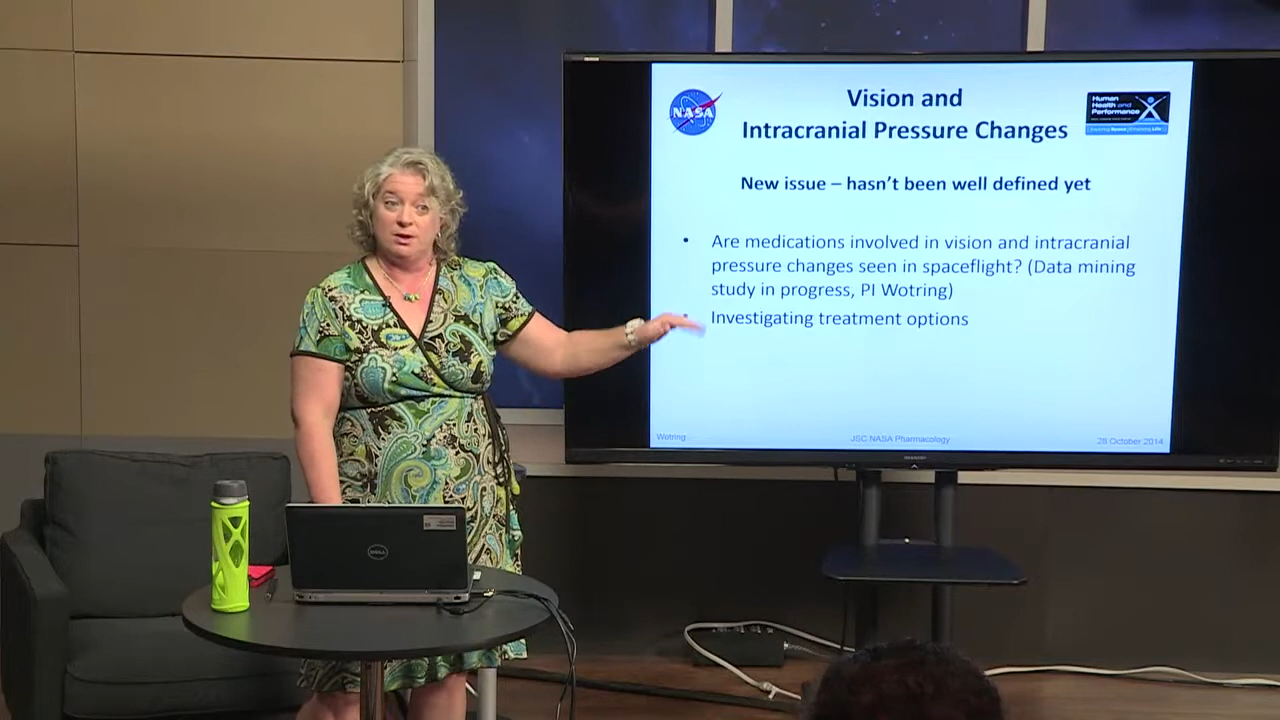 NASA
Vision and
Intracranial Pressure Changes
Human
Health and
Performance
New issue – hasn't been well defined yet
• Are medications involved in vision and intracranial
pressure changes seen in spaceflight? (Data mining
study in progress, PI Wotring)
Investigating treatment options
Wotring
JSC NASA Pharmacology
28 October 2014
SHARP
DELL